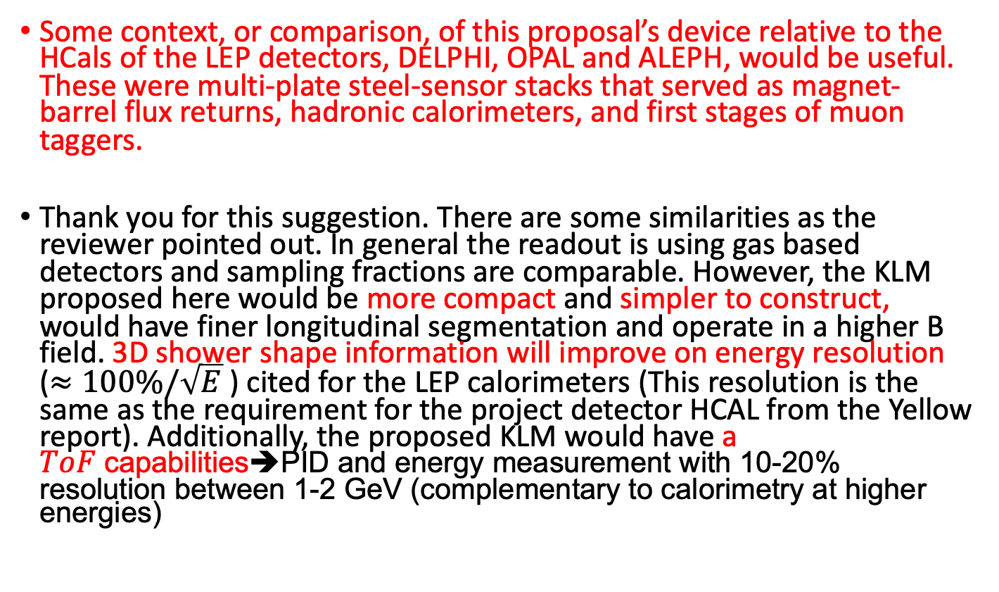 • Some context, or comparison, of this proposal’s device relative to the
HCals of the LEP detectors, DELPHI, OPAL and ALEPH, would be useful.
These were multi-plate steel-sensor stacks that served as magnet-
barrel flux returns, hadronic calorimeters, and first stages of muon
taggers.
• Thank you for this suggestion. There are some similarities as the
reviewer pointed out. In general the readout is using gas based
detectors and sampling fractions are comparable. However, the KLM
proposed here would be more compact and simpler to construct,
would have finer longitudinal segmentation and operate in a higher B
field. 3D shower shape information will improve on energy resolution
(≈ 100%/√E ) cited for the LEP calorimeters (This resolution is the
same as the requirement for the project detector HCAL from the Yellow
report). Additionally, the proposed KLM would have a
ToF capabilities➔PID and energy measurement with 10-20%
resolution between 1-2 GeV (complementary to calorimetry at higher
energies)